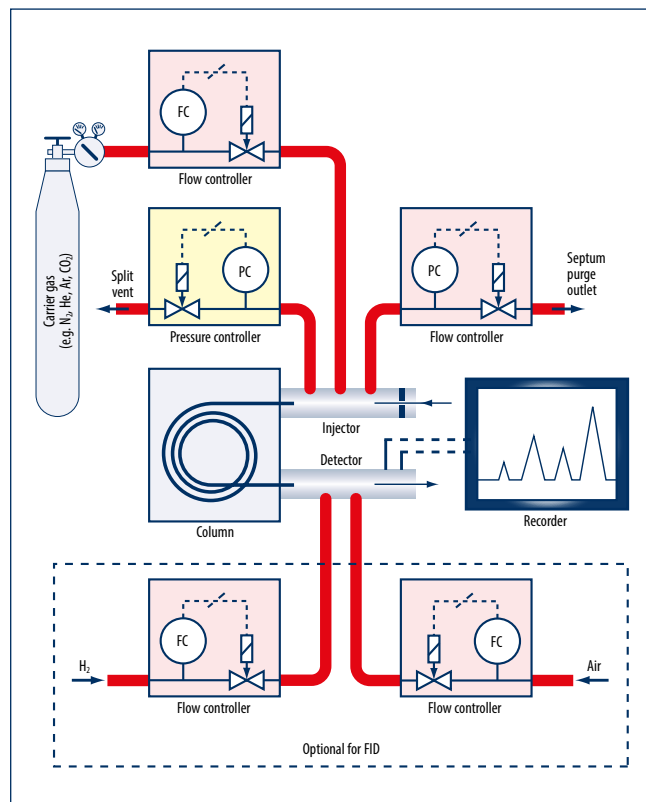 FC
Flow controller
Carrier gas
(e.g. N₂, He, Ar, CO₂)
Split
vent
PC
Pressure controller
PC
Flow controller
Septum
purge
outlet
Injector
Detector
Column
Recorder
H₂
FC
Flow controller
FC
Flow controller
Air
Optional for FID